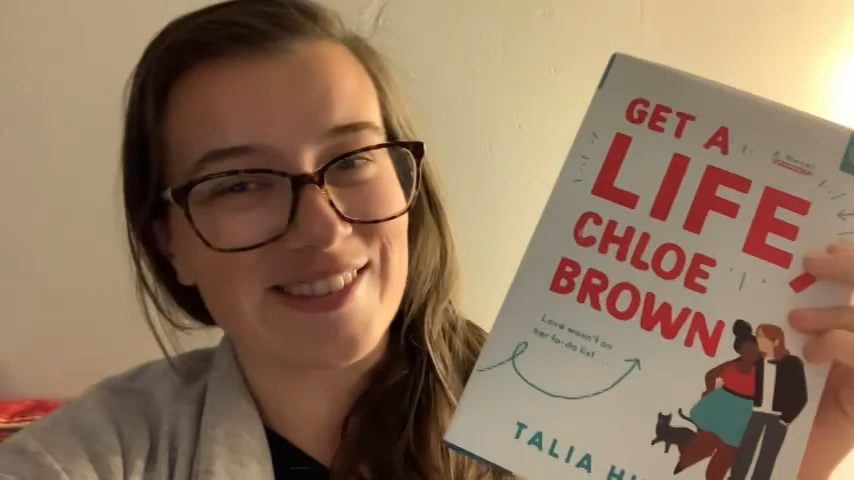 GET A
LIFE,
CHLOE
BROWN
A Novel
Love wasn't on
her to-do list...
TALIA